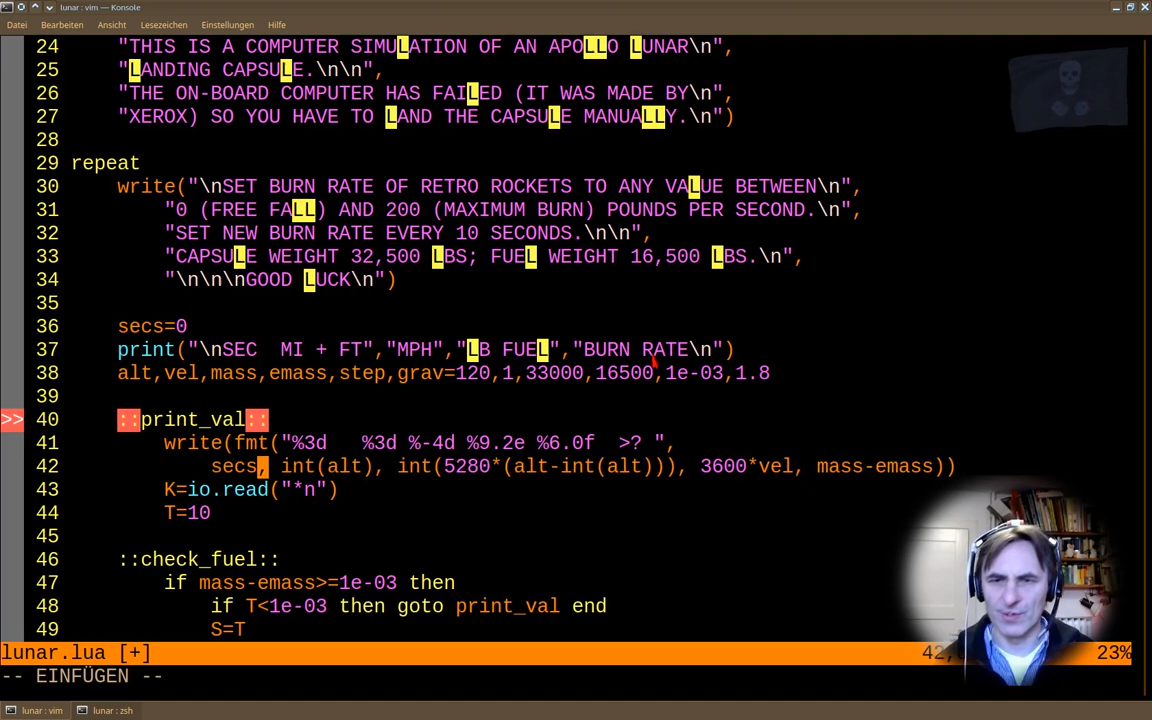 lunar : vim — Konsole
Datei Bearbeiten Ansicht Lesezeichen Einstellungen Hilfe
24 "THIS IS A COMPUTER SIMULATION OF AN APOLLO LUNAR\n",
25 "LANDING CAPSULE.\n\n",
26 "THE ON-BOARD COMPUTER HAS FAILED (IT WAS MADE BY\n",
27 "XEROX) SO YOU HAVE TO LAND THE CAPSULE MANUALLY.\n")
28
29 repeat
30 write("\nSET BURN RATE OF RETRO ROCKETS TO ANY VALUE BETWEEN\n",
31 "0 (FREE FALL) AND 200 (MAXIMUM BURN) POUNDS PER SECOND.\n",
32 "SET NEW BURN RATE EVERY 10 SECONDS.\n\n",
33 "CAPSULE WEIGHT 32,500 LBS; FUEL WEIGHT 16,500 LBS.\n",
34 "\n\n\nGOOD LUCK\n")
35
36 secs=0
37 print("\nSEC  MI + FT","MPH","LB FUEL","BURN RATE\n")
38 alt,vel,mass,emass,step,grav=120,1,33000,16500,1e-03,1.8
39
>> 40 ::print_val::
41 write(fmt("%3d   %3d %-4d %9.2e %6.0f  >? ",
42 secs, int(alt), int(5280*(alt-int(alt))), 3600*vel, mass-emass))
43 K=io.read("*n")
44 T=10
45
46 ::check_fuel::
47 if mass-emass>=1e-03 then
48 if T<1e-03 then goto print_val end
49 S=T
lunar.lua [+] 42, 23%
-- EINFÜGEN --
lunar : vim lunar : zsh